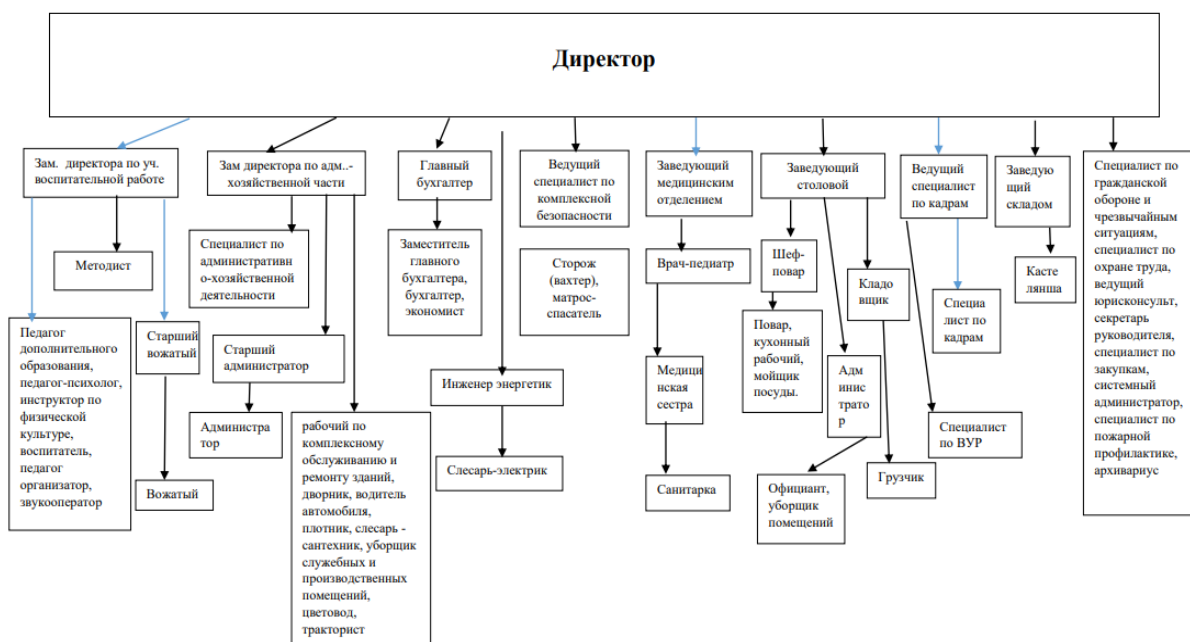 Директор
Зам. директора по уч.
воспитательной работе
Зам директора по адм..-
хозяйственной части
Главный
бухгалтер
Ведущий
специалист по
комплексной
безопасности
Заведующий
медицинским
отделением
Заведующий
столовой
Ведущий
специалист
по кадрам
Заведую
щий
складом
Специалист по
гражданской
обороне и
чрезвычайным
ситуациям,
специалист по
охране труда,
ведущий
юрисконсульт,
секретарь
руководителя,
специалист по
закупкам,
системный
администратор,
специалист по
пожарной
профилактике,
архивариус
Методист
Специалист по
административн
о-хозяйственной
деятельности
Заместитель
главного
бухгалтера,
бухгалтер,
экономист
Сторож
(вахтер),
матрос-
спасатель
Врач-педиатр
Шеф-
повар
Кладо
вщик
Специа
лист по
кадрам
Касте
лянша
Педагог
дополнительного
образования,
педагог-психолог,
инструктор по
физической
культуре,
воспитатель,
педагог
организатор,
звукооператор
Старший
вожатый
Старший
администратор
Инженер энергетик
Медици
нская
сестра
Повар,
кухонный
рабочий,
мойщик
посуды.
Адм
инис
трато
р
Администра
тор
рабочий по
комплексному
обслуживанию и
ремонту зданий,
дворник, водитель
автомобиля,
плотник, слесарь -
сантехник, уборщик
служебных и
производственных
помещений,
цветовод,
тракторист
Специалист
по ВУР
Слесарь-электрик
Вожатый
Санитарка
Официант,
уборщик
помещений
Грузчик